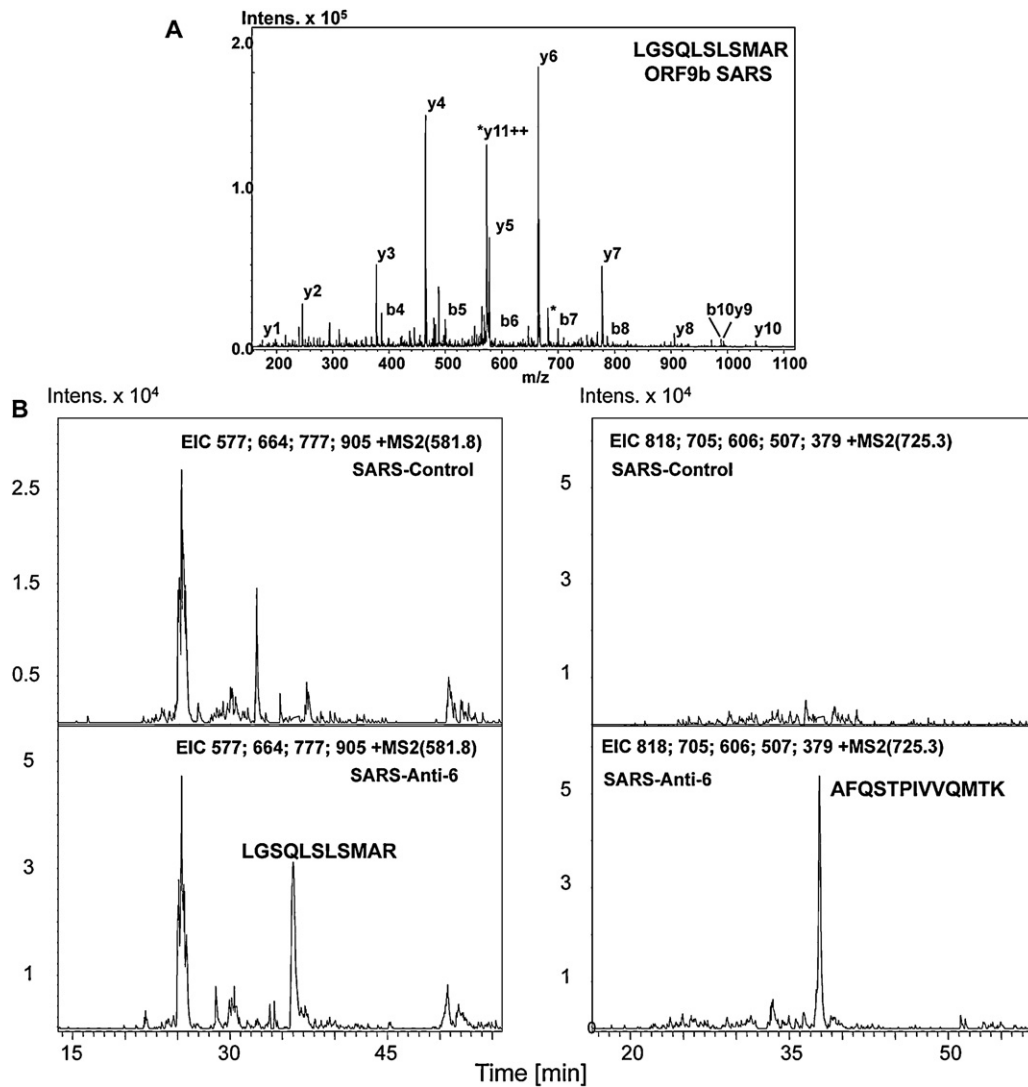 A
Intens. x 10⁵
2.0
1.0
0.0
LGSQLSLSMAR
ORF9b SARS
y1
y2
y3
b4
y4
b5
*y11++
y5
b6
y6
*
b7
y7
b8
y8
b10y9
y10
200 300 400 500 600 700 800 900 1000 1100
m/z
B
Intens. x 10⁴
EIC 577; 664; 777; 905 +MS2(581.8)
SARS-Control
2.5
1.5
0.5
EIC 577; 664; 777; 905 +MS2(581.8)
SARS-Anti-6
LGSQLSLSMAR
5
3
1
15 30 45
Intens. x 10⁴
EIC 818; 705; 606; 507; 379 +MS2(725.3)
SARS-Control
5
3
1
EIC 818; 705; 606; 507; 379 +MS2(725.3)
SARS-Anti-6
AFQSTPIVVQMTK
5
3
1
0
20 35 50
Time [min]